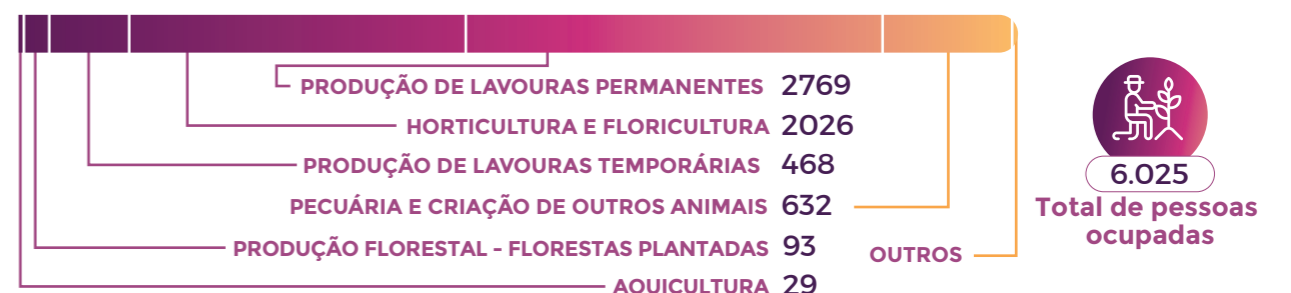 PRODUÇÃO DE LAVOURAS PERMANENTES 2769
HORTICULTURA E FLORICULTURA 2026
PRODUÇÃO DE LAVOURAS TEMPORÁRIAS 468
PECUÁRIA E CRIAÇÃO DE OUTROS ANIMAIS 632
PRODUÇÃO FLORESTAL - FLORESTAS PLANTADAS 93
OUTROS
AQUICULTURA 29
6.025
Total de pessoas
ocupadas